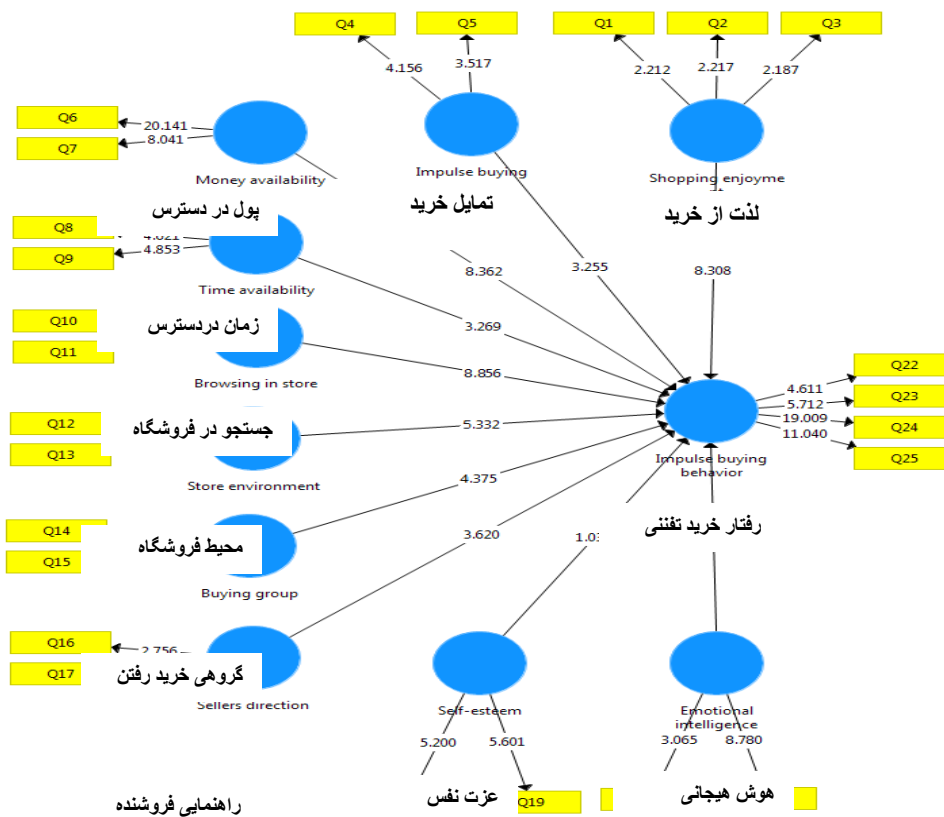 Q4
Q5
Q1
Q2
Q3
4.156
3.517
2.212
2.217
2.187
Q6
20.141
Q7
8.041
Money availability
Impulse buying
Shopping enjoyme
پول در دسترس
تمایل خرید
لذت از خرید
Q8
Q9
4.853
Time availability
8.362
3.255
8.308
زمان دردسترس
3.269
Q10
Q11
Browsing in store
8.856
Q22
4.611
Q23
5.712
Q24
19.009
Q25
11.040
Impulse buying
behavior
Q12
Q13
جستجو در فروشگاه
5.332
Store environment
4.375
Q14
Q15
محیط فروشگاه
Buying group
3.620
رفتار خرید تفننی
Q16
2.756
Q17
گروهی خرید رفتن
Sellers direction
Self-esteem
Emotional
intelligence
5.200
5.601
3.065
8.780
راهنمایی فروشنده
عزت نفس
Q19
هوش هیجانی